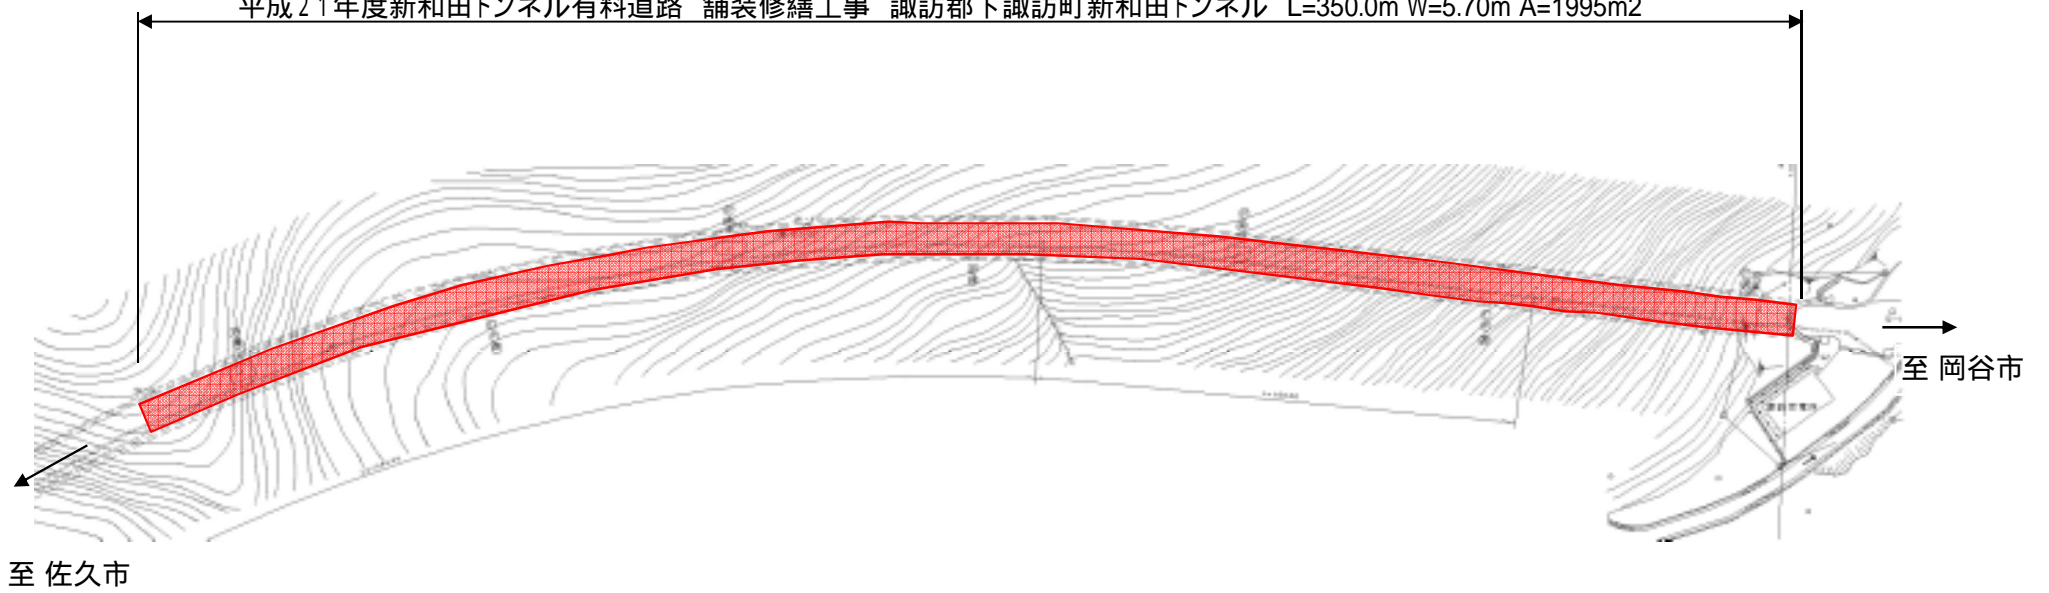 平成21年度新和田トンネル有料道路 舗装修繕工事 諏訪郡下諏訪町新和田トンネル L=350.0m W=5.70m A=1995m2
至 岡谷市
至 佐久市